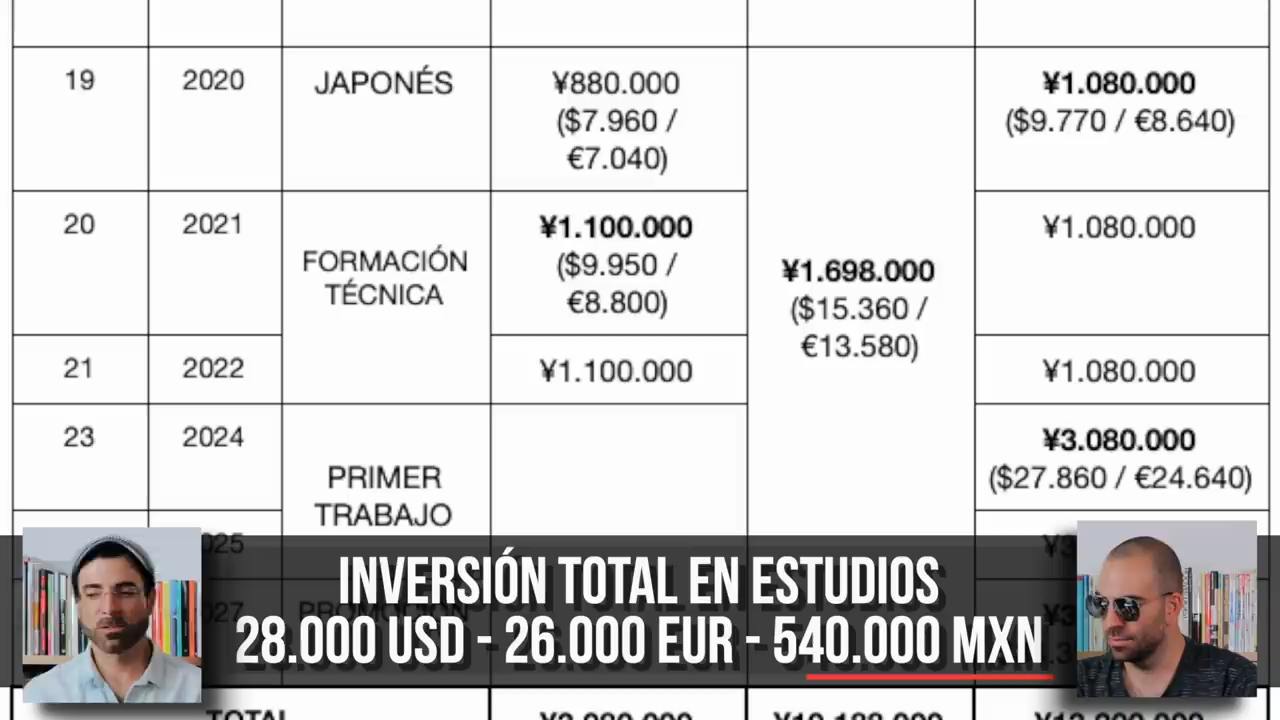 19 2020 JAPONÉS ¥880.000 ¥1.080.000
($7.960 / ($9.770 / €8.640)
€7.040)
20 2021 ¥1.100.000 ¥1.080.000
FORMACIÓN ($9.950 / ¥1.698.000
TÉCNICA €8.800) ($15.360 /
€13.580)
21 2022 ¥1.100.000 ¥1.080.000
23 2024 ¥3.080.000
PRIMER ($27.860 / €24.640)
TRABAJO
INVERSIÓN TOTAL EN ESTUDIOS
28.000 USD - 26.000 EUR - 540.000 MXN
TOTAL